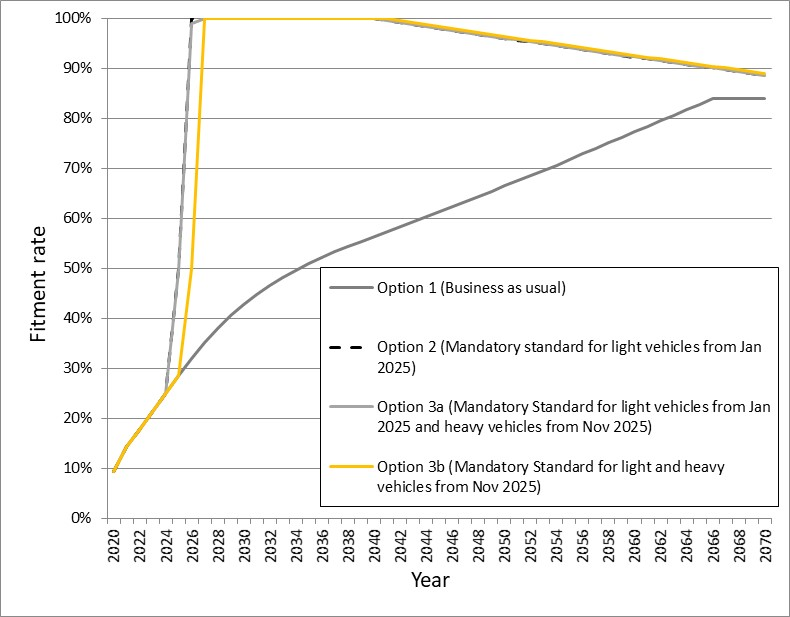 100%
90%
80%
70%
60%
50%
40%
30%
20%
10%
0%
Fitment rate
Option 1 (Business as usual)
Option 2 (Mandatory standard for light vehicles from Jan
2025)
Option 3a (Mandatory Standard for light vehicles from Jan
2025 and heavy vehicles from Nov 2025)
Option 3b (Mandatory Standard for light and heavy
vehicles from Nov 2025)
2020 2022 2024 2026 2028 2030 2032 2034 2036 2038 2040 2042 2044 2046 2048 2050 2052 2054 2056 2058 2060 2062 2064 2066 2068 2070
Year